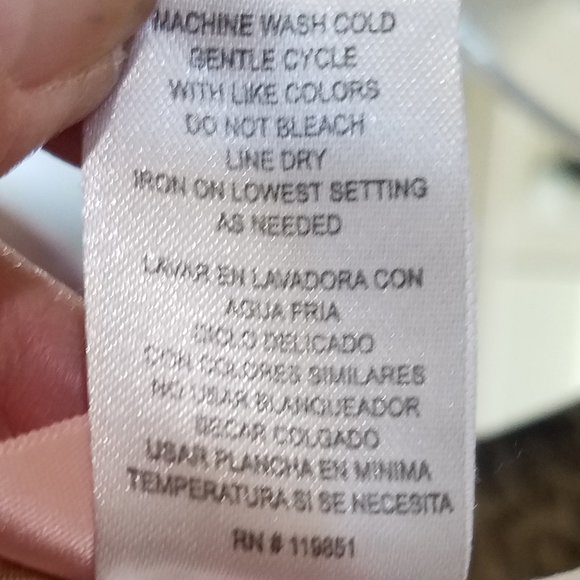 MACHINE WASH COLD
GENTLE CYCLE
WITH LIKE COLORS
DO NOT BLEACH
LINE DRY
IRON ON LOWEST SETTING
AS NEEDED
LAVAR EN LAVADORA CON
AGUA FRIA
CICLO DELICADO
CON COLORES SIMILARES
NO USAR BLANQUEADOR
SECAR COLGADO
USAR PLANCHA EN MINIMA
TEMPERATURA SI SE NECESITA
RN # 119851